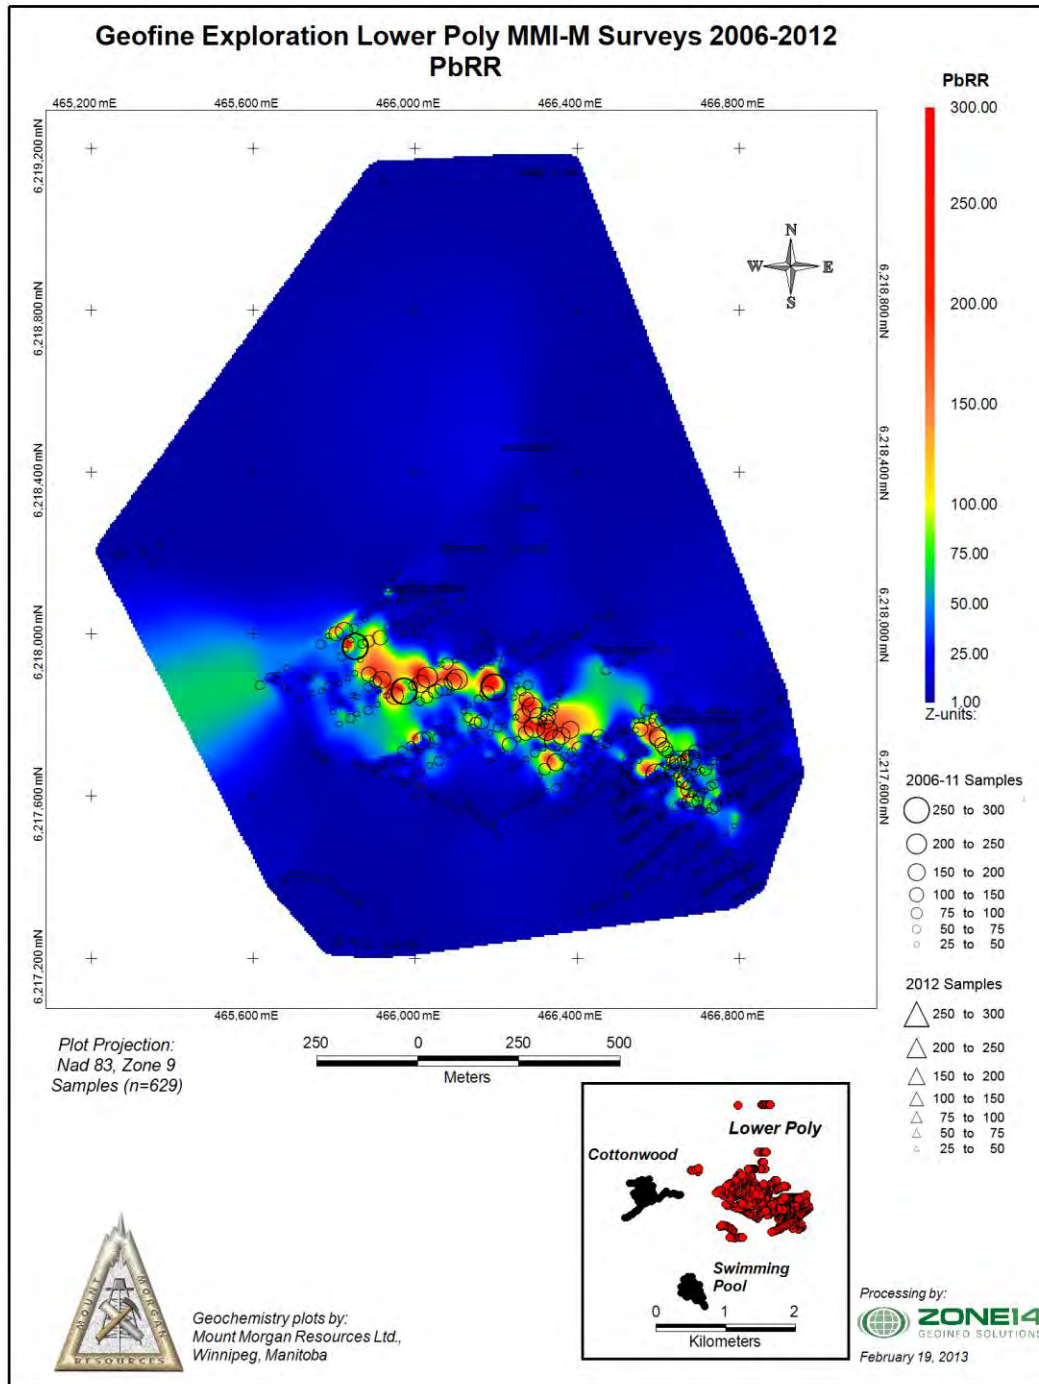 Geofine Exploration Lower Poly MMI-M Surveys 2006-2012
PbRR
465,200 mE
465,600 mE
466,000 mE
466,400 mE
466,800 mE
6,219,200 mN
6,218,800 mN
6,218,400 mN
6,218,000 mN
6,217,600 mN
6,217,200 mN
N
W
E
S
6,218,800 mN
6,218,400 mN
6,218,000 mN
6,217,600 mN
465,600 mE
466,000 mE
466,400 mE
466,800 mE
PbRR
300.00
250.00
200.00
150.00
100.00
75.00
50.00
25.00
1.00
Z-units:
2006-11 Samples
250 to 300
200 to 250
150 to 200
100 to 150
75 to 100
50 to 75
25 to 50
2012 Samples
250 to 300
200 to 250
150 to 200
100 to 150
75 to 100
50 to 75
25 to 50
Plot Projection:
Nad 83, Zone 9
Samples (n=629)
250 0 250 500
Meters
Lower Poly
Cottonwood
Swimming
Pool
0 1 2
Kilometers
MOUNT MORGAN
RESOURCES
Geochemistry plots by:
Mount Morgan Resources Ltd.,
Winnipeg, Manitoba
Processing by:
ZONE14
GEOINFO SOLUTIONS
February 19, 2013